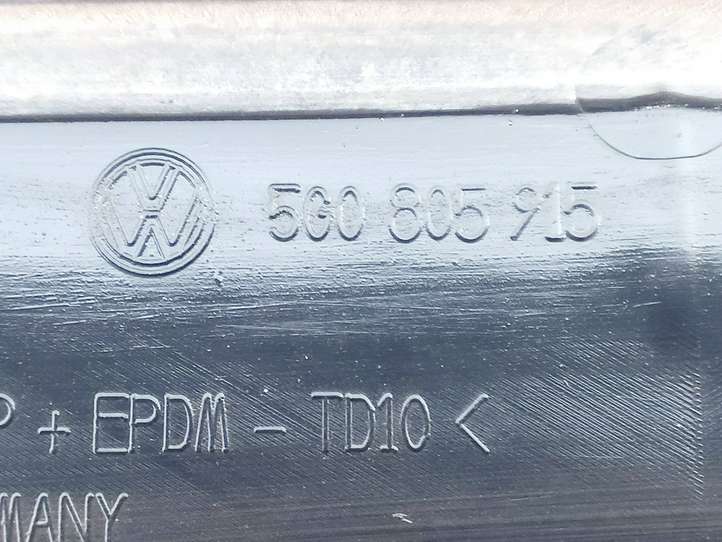 5G0 805 915
P + EPDM - TD10 <
MANY